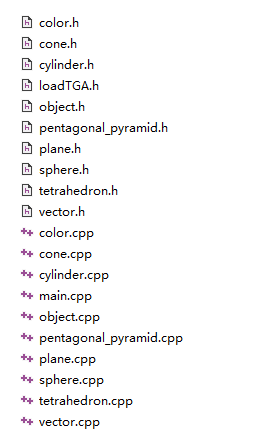 color.h
cone.h
cylinder.h
loadTGA.h
object.h
pentagonal_pyramid.h
plane.h
sphere.h
tetrahedron.h
vector.h
color.cpp
cone.cpp
cylinder.cpp
main.cpp
object.cpp
pentagonal_pyramid.cpp
plane.cpp
sphere.cpp
tetrahedron.cpp
vector.cpp